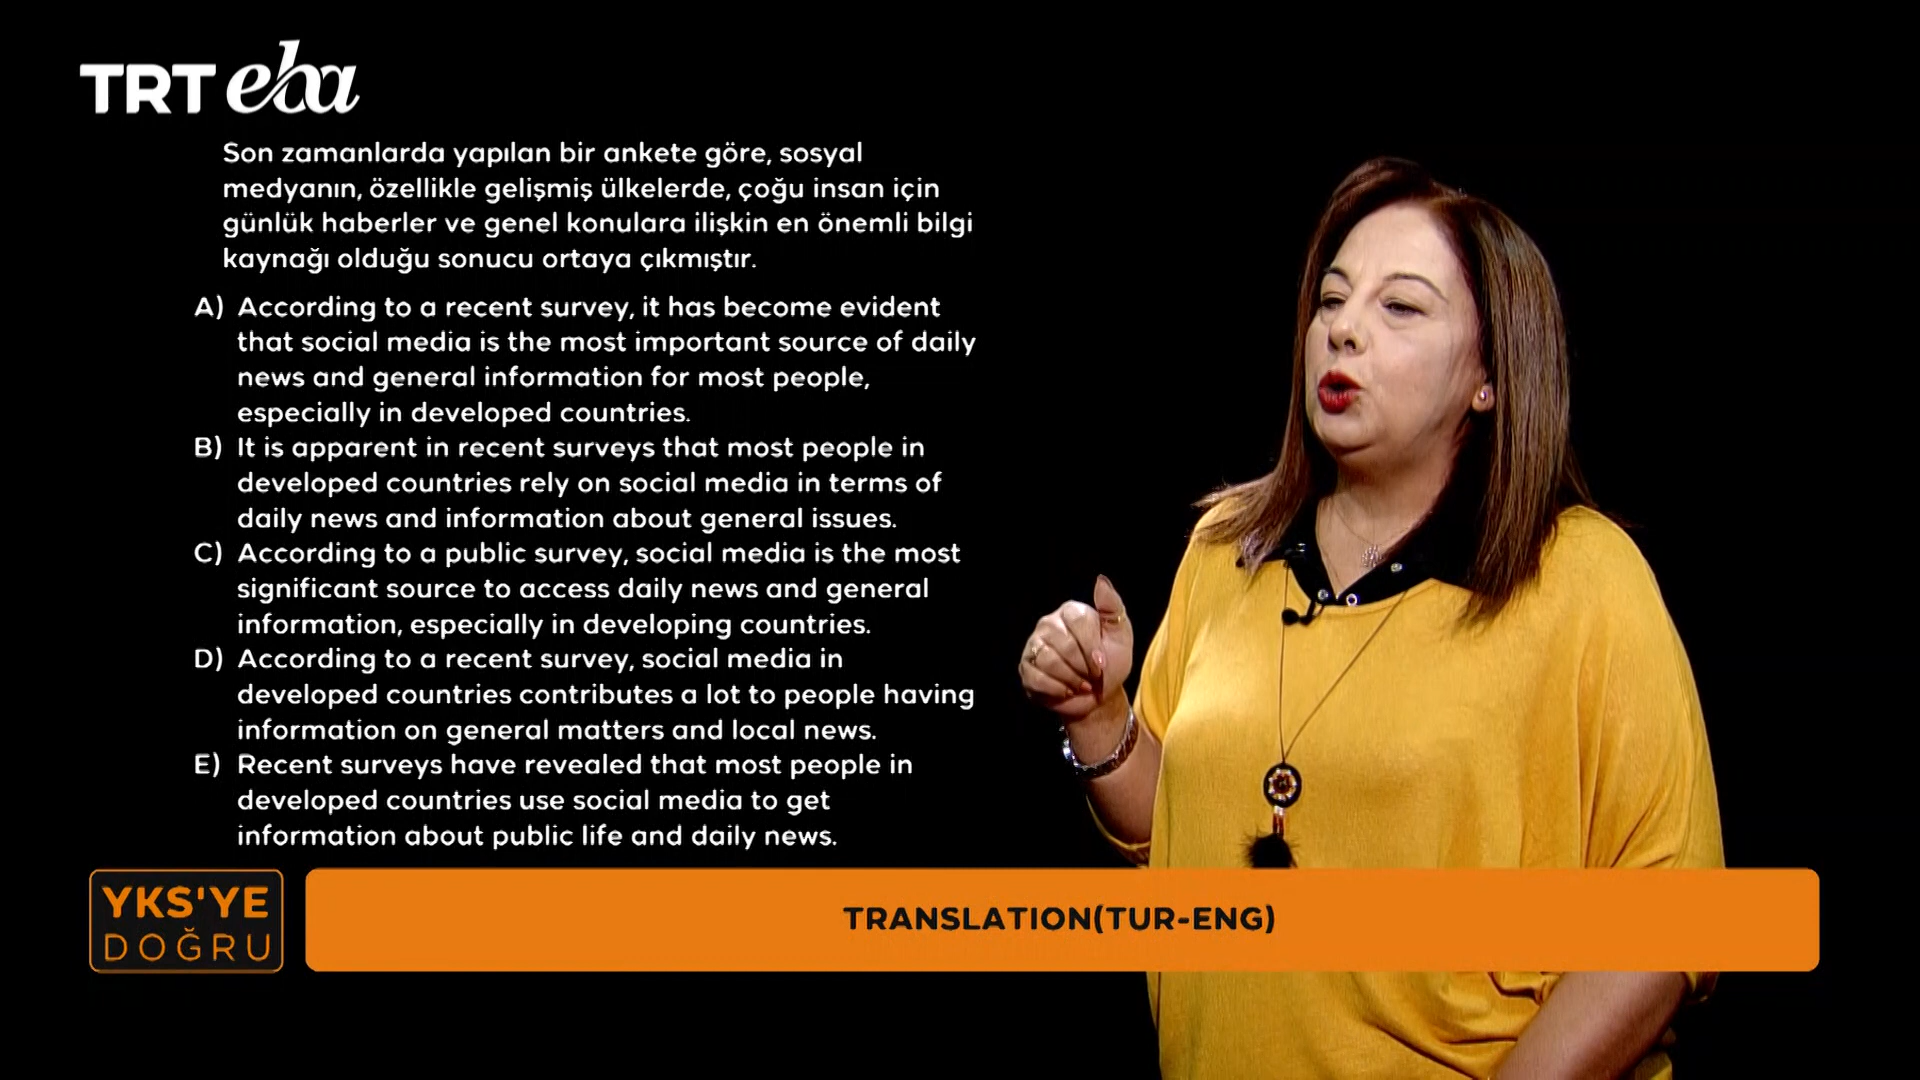 TRT eba
Son zamanlarda yapılan bir ankete göre, sosyal
medyanın, özellikle gelişmiş ülkelerde, çoğu insan için
günlük haberler ve genel konulara ilişkin en önemli bilgi
kaynağı olduğu sonucu ortaya çıkmıştır.
A) According to a recent survey, it has become evident
that social media is the most important source of daily
news and general information for most people,
especially in developed countries.
B) It is apparent in recent surveys that most people in
developed countries rely on social media in terms of
daily news and information about general issues.
C) According to a public survey, social media is the most
significant source to access daily news and general
information, especially in developing countries.
D) According to a recent survey, social media in
developed countries contributes a lot to people having
information on general matters and local news.
E) Recent surveys have revealed that most people in
developed countries use social media to get
information about public life and daily news.
YKS'YE
DOĞRU
TRANSLATION(TUR-ENG)